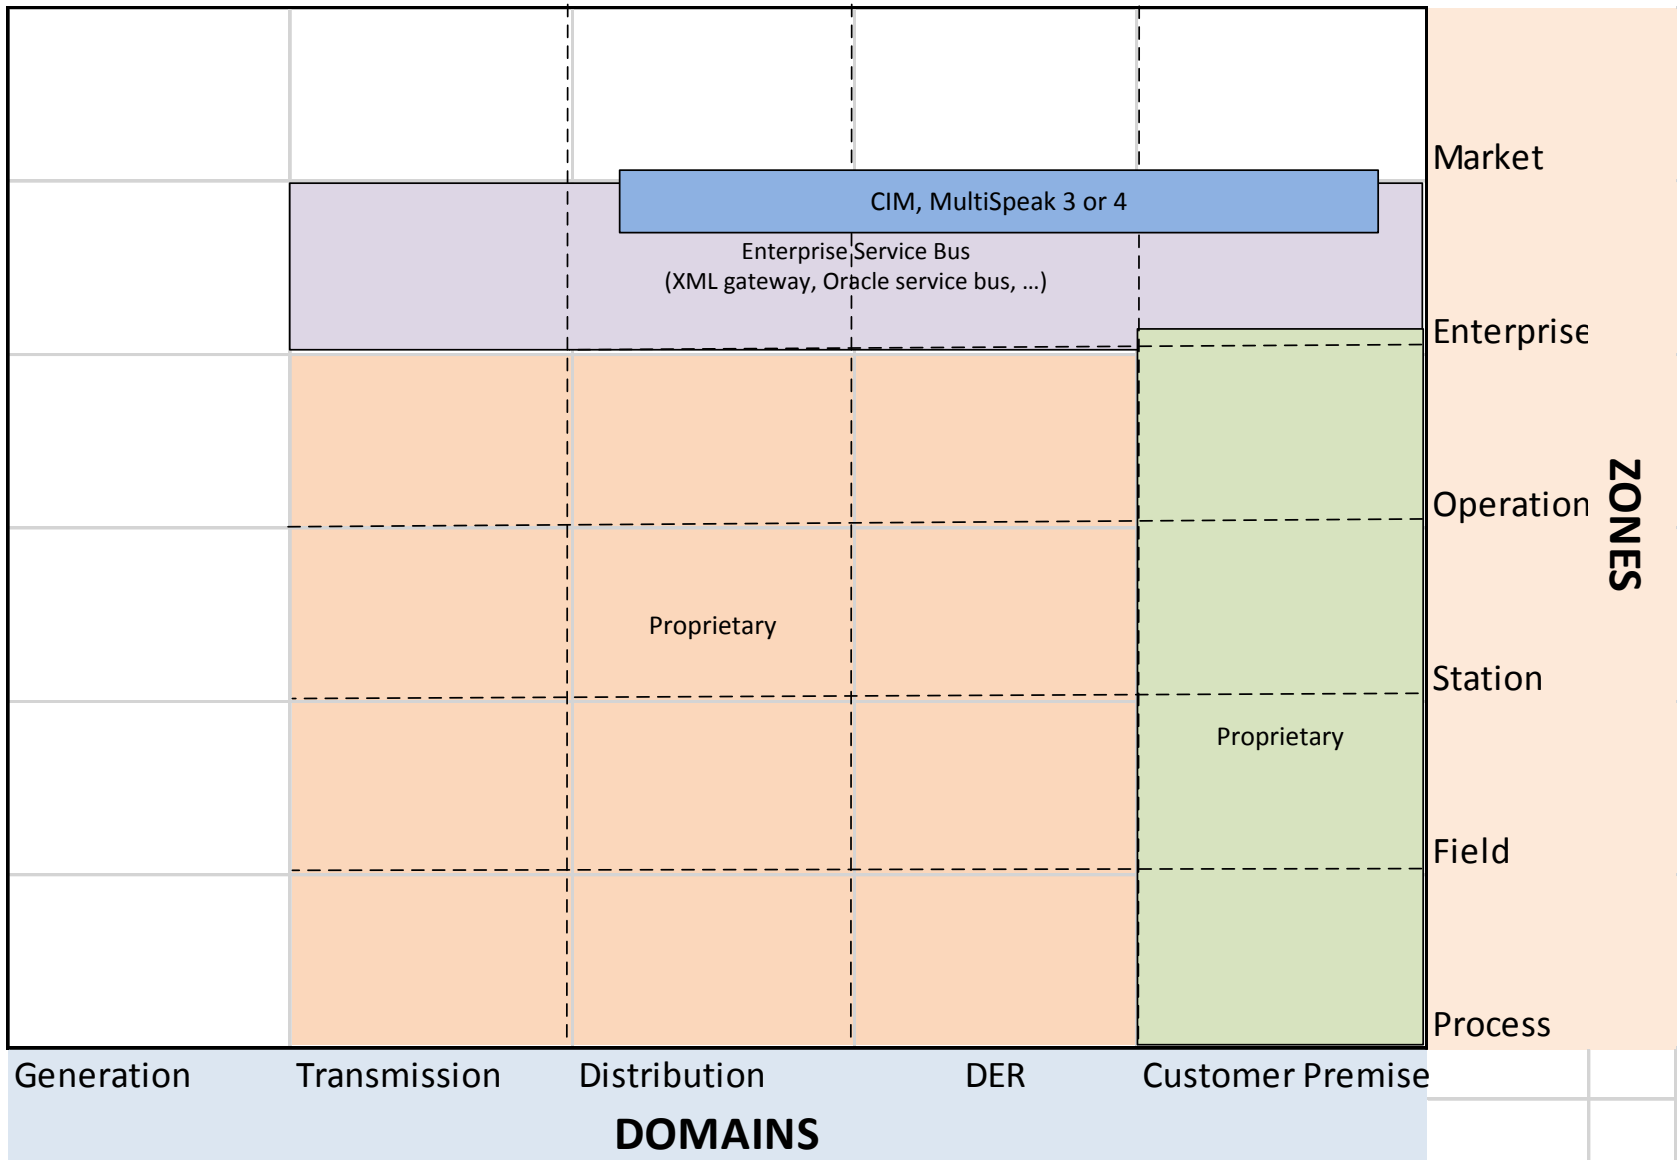 Market
CIM, MultiSpeak 3 or 4
Enterprise Service Bus
(XML gateway, Oracle service bus, ...)
Enterprise
Operation
ZONES
Proprietary
Station
Proprietary
Field
Process
Generation
Transmission
Distribution
DER
Customer Premise
DOMAINS